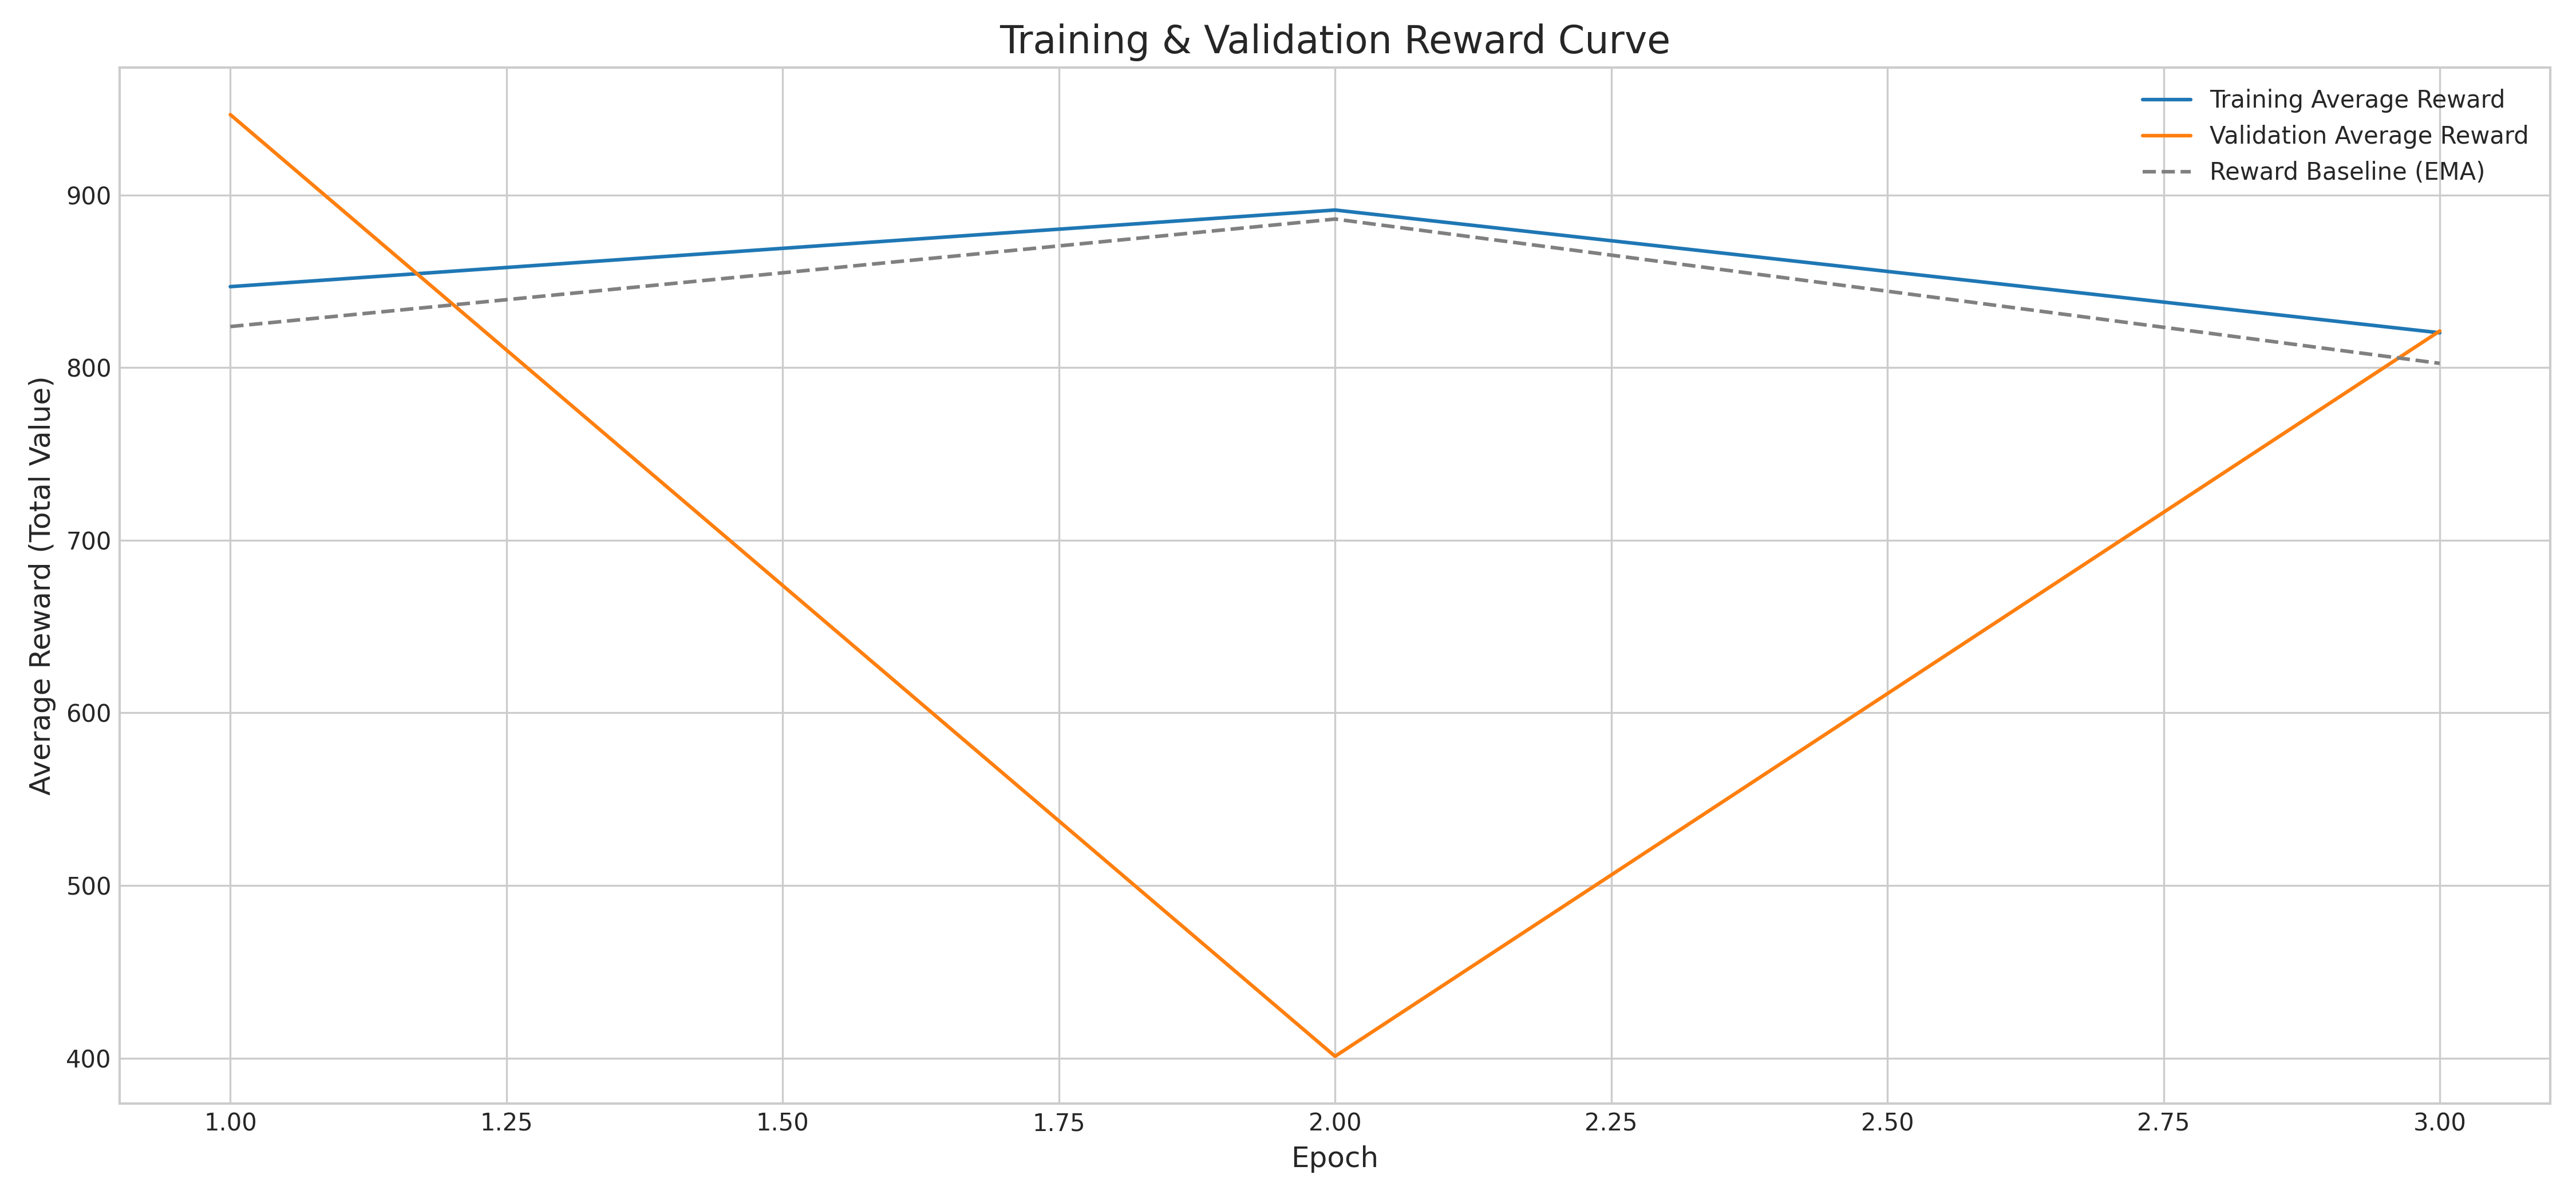 Training & Validation Reward Curve
Training Average Reward
Validation Average Reward
Reward Baseline (EMA)
Average Reward (Total Value)
900
800
700
600
500
400
1.00 1.25 1.50 1.75 2.00 2.25 2.50 2.75 3.00
Epoch